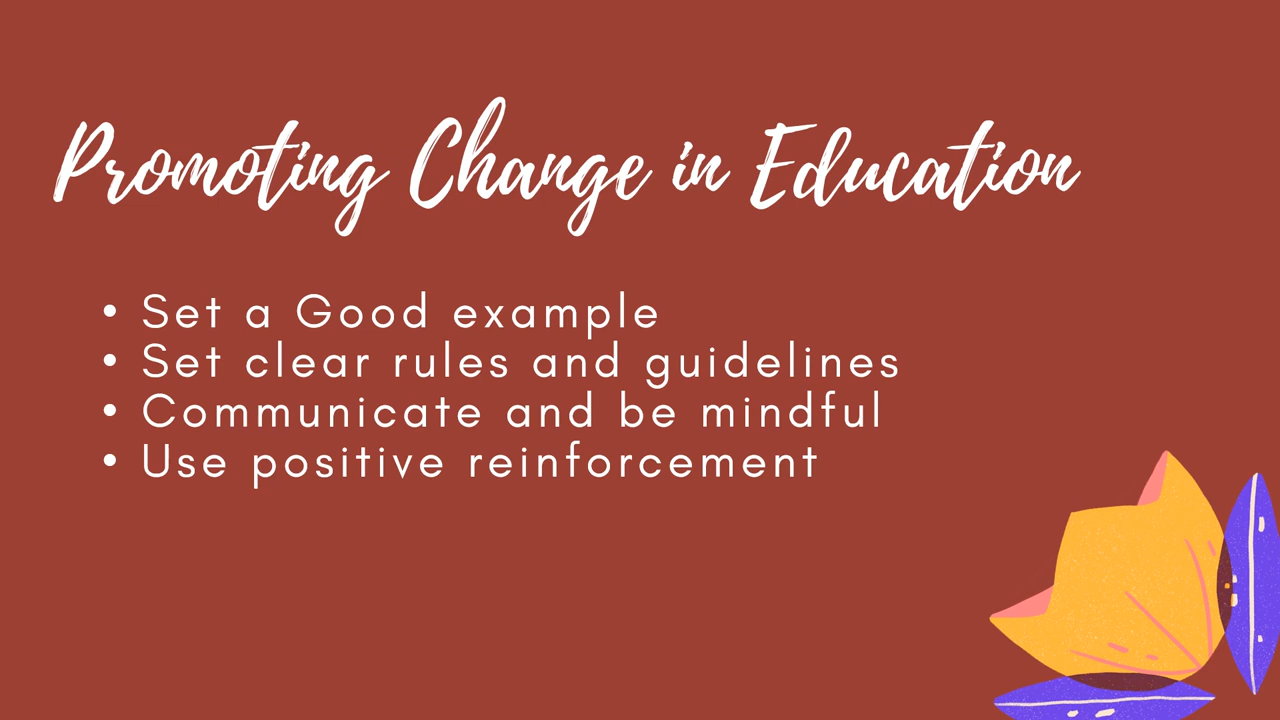 Promoting Change in Education
• Set a Good example
• Set clear rules and guidelines
• Communicate and be mindful
• Use positive reinforcement